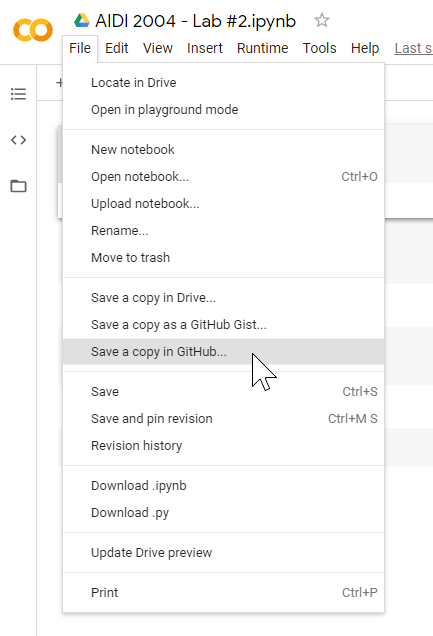 AIDI 2004 - Lab #2.ipynb
File Edit View Insert Runtime Tools Help Last s
Locate in Drive
Open in playground mode
New notebook
Open notebook... Ctrl+O
Upload notebook...
Rename...
Move to trash
Save a copy in Drive...
Save a copy as a GitHub Gist...
Save a copy in GitHub...
Save Ctrl+S
Save and pin revision Ctrl+M S
Revision history
Download .ipynb
Download .py
Update Drive preview
Print Ctrl+P